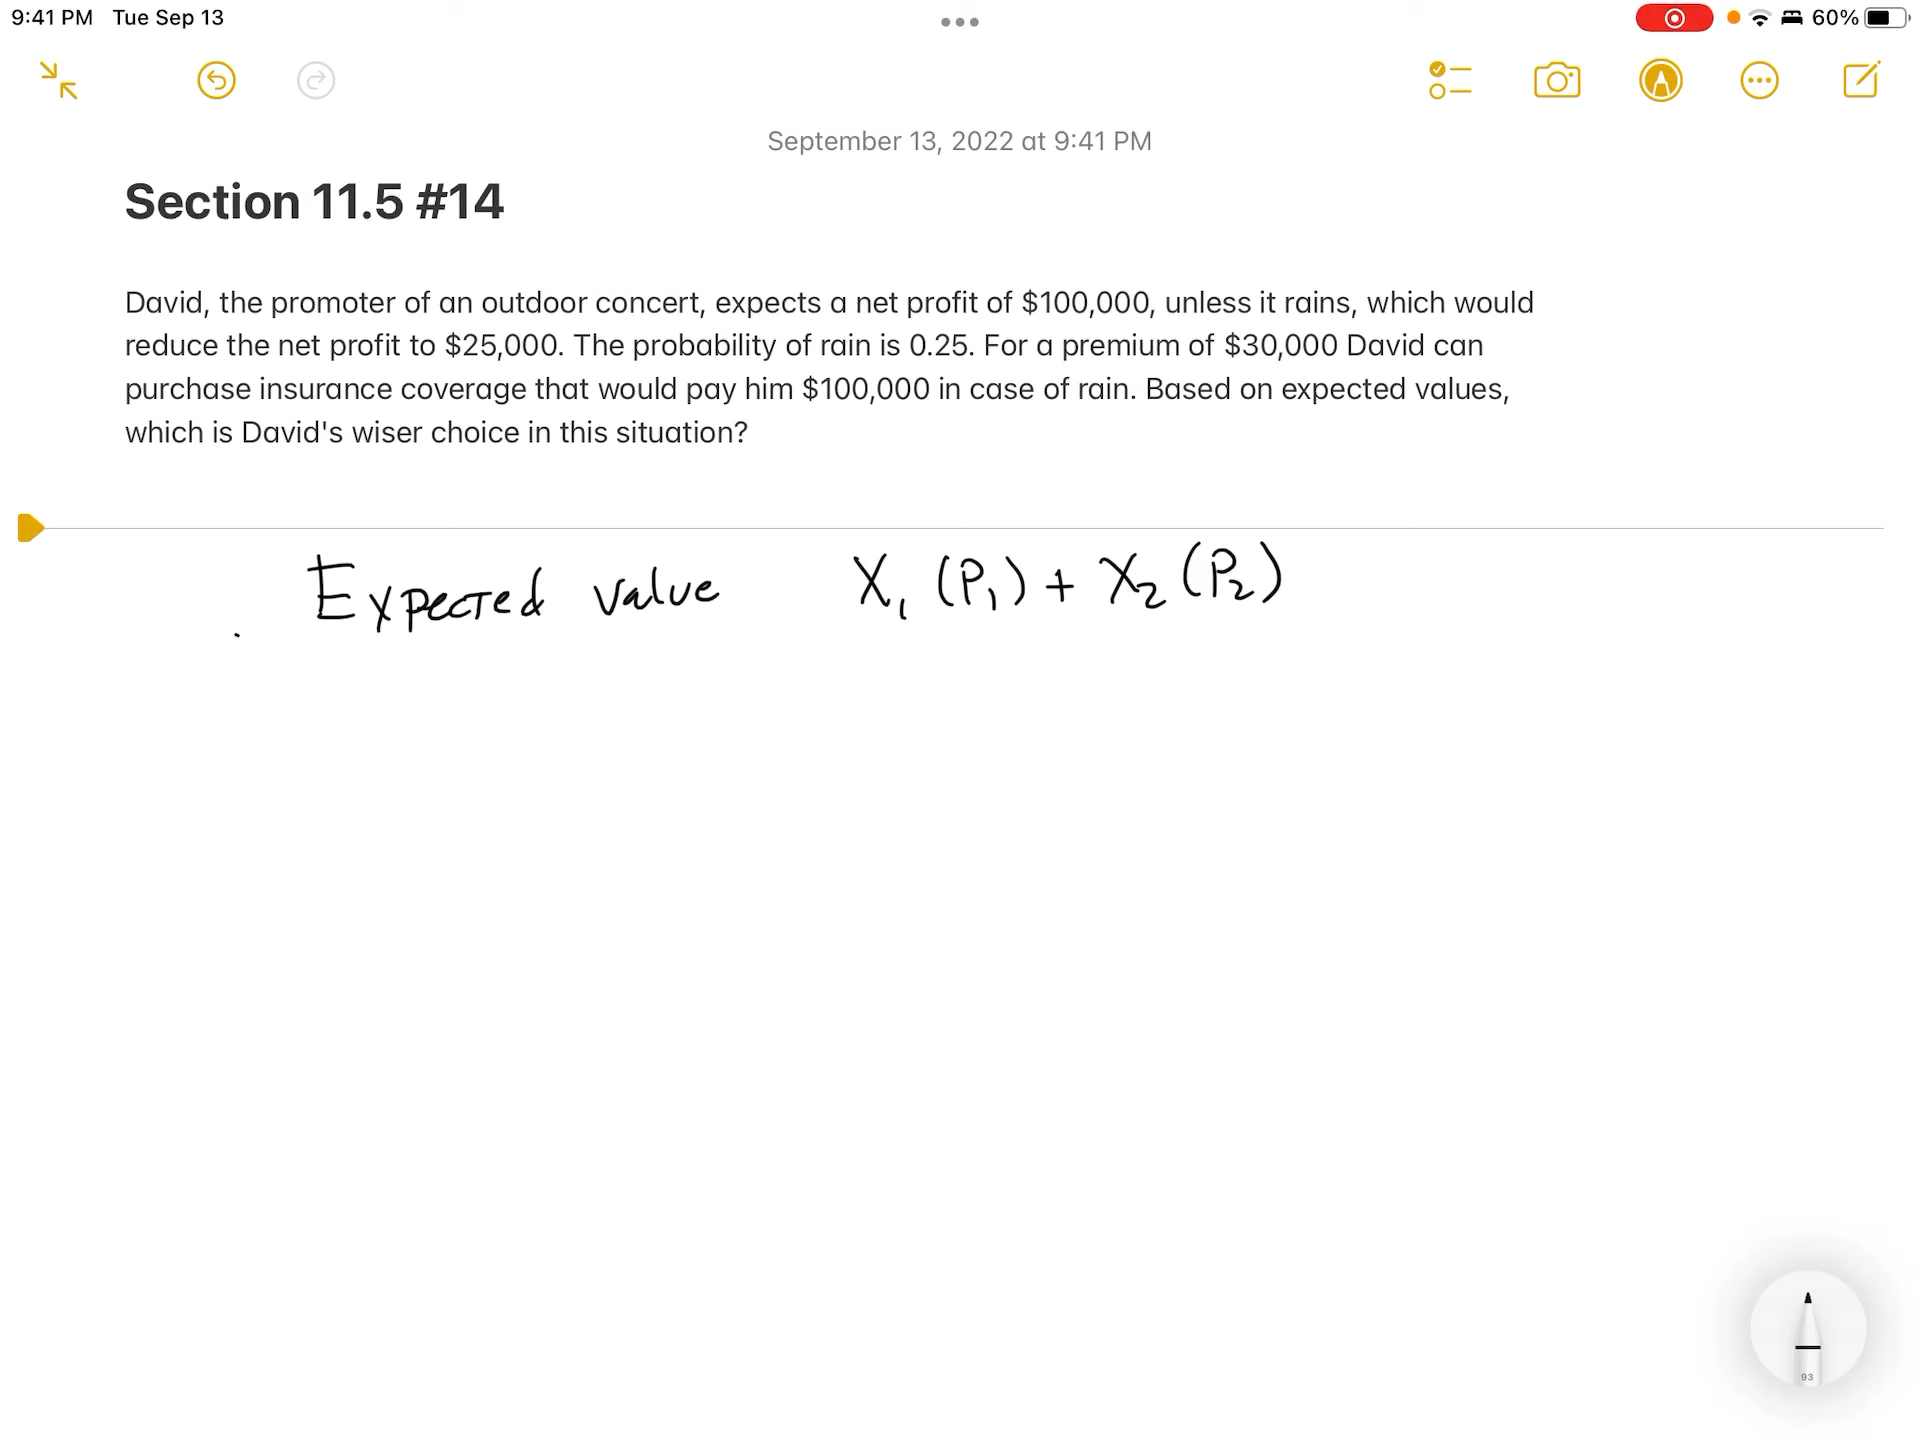 9:41 PM Tue Sep 13
60%
September 13, 2022 at 9:41 PM
Section 11.5 #14
David, the promoter of an outdoor concert, expects a net profit of $100,000, unless it rains, which would
reduce the net profit to $25,000. The probability of rain is 0.25. For a premium of $30,000 David can
purchase insurance coverage that would pay him $100,000 in case of rain. Based on expected values,
which is David's wiser choice in this situation?
Expected value X₁ (P₁) + X₂ (P₂)
93